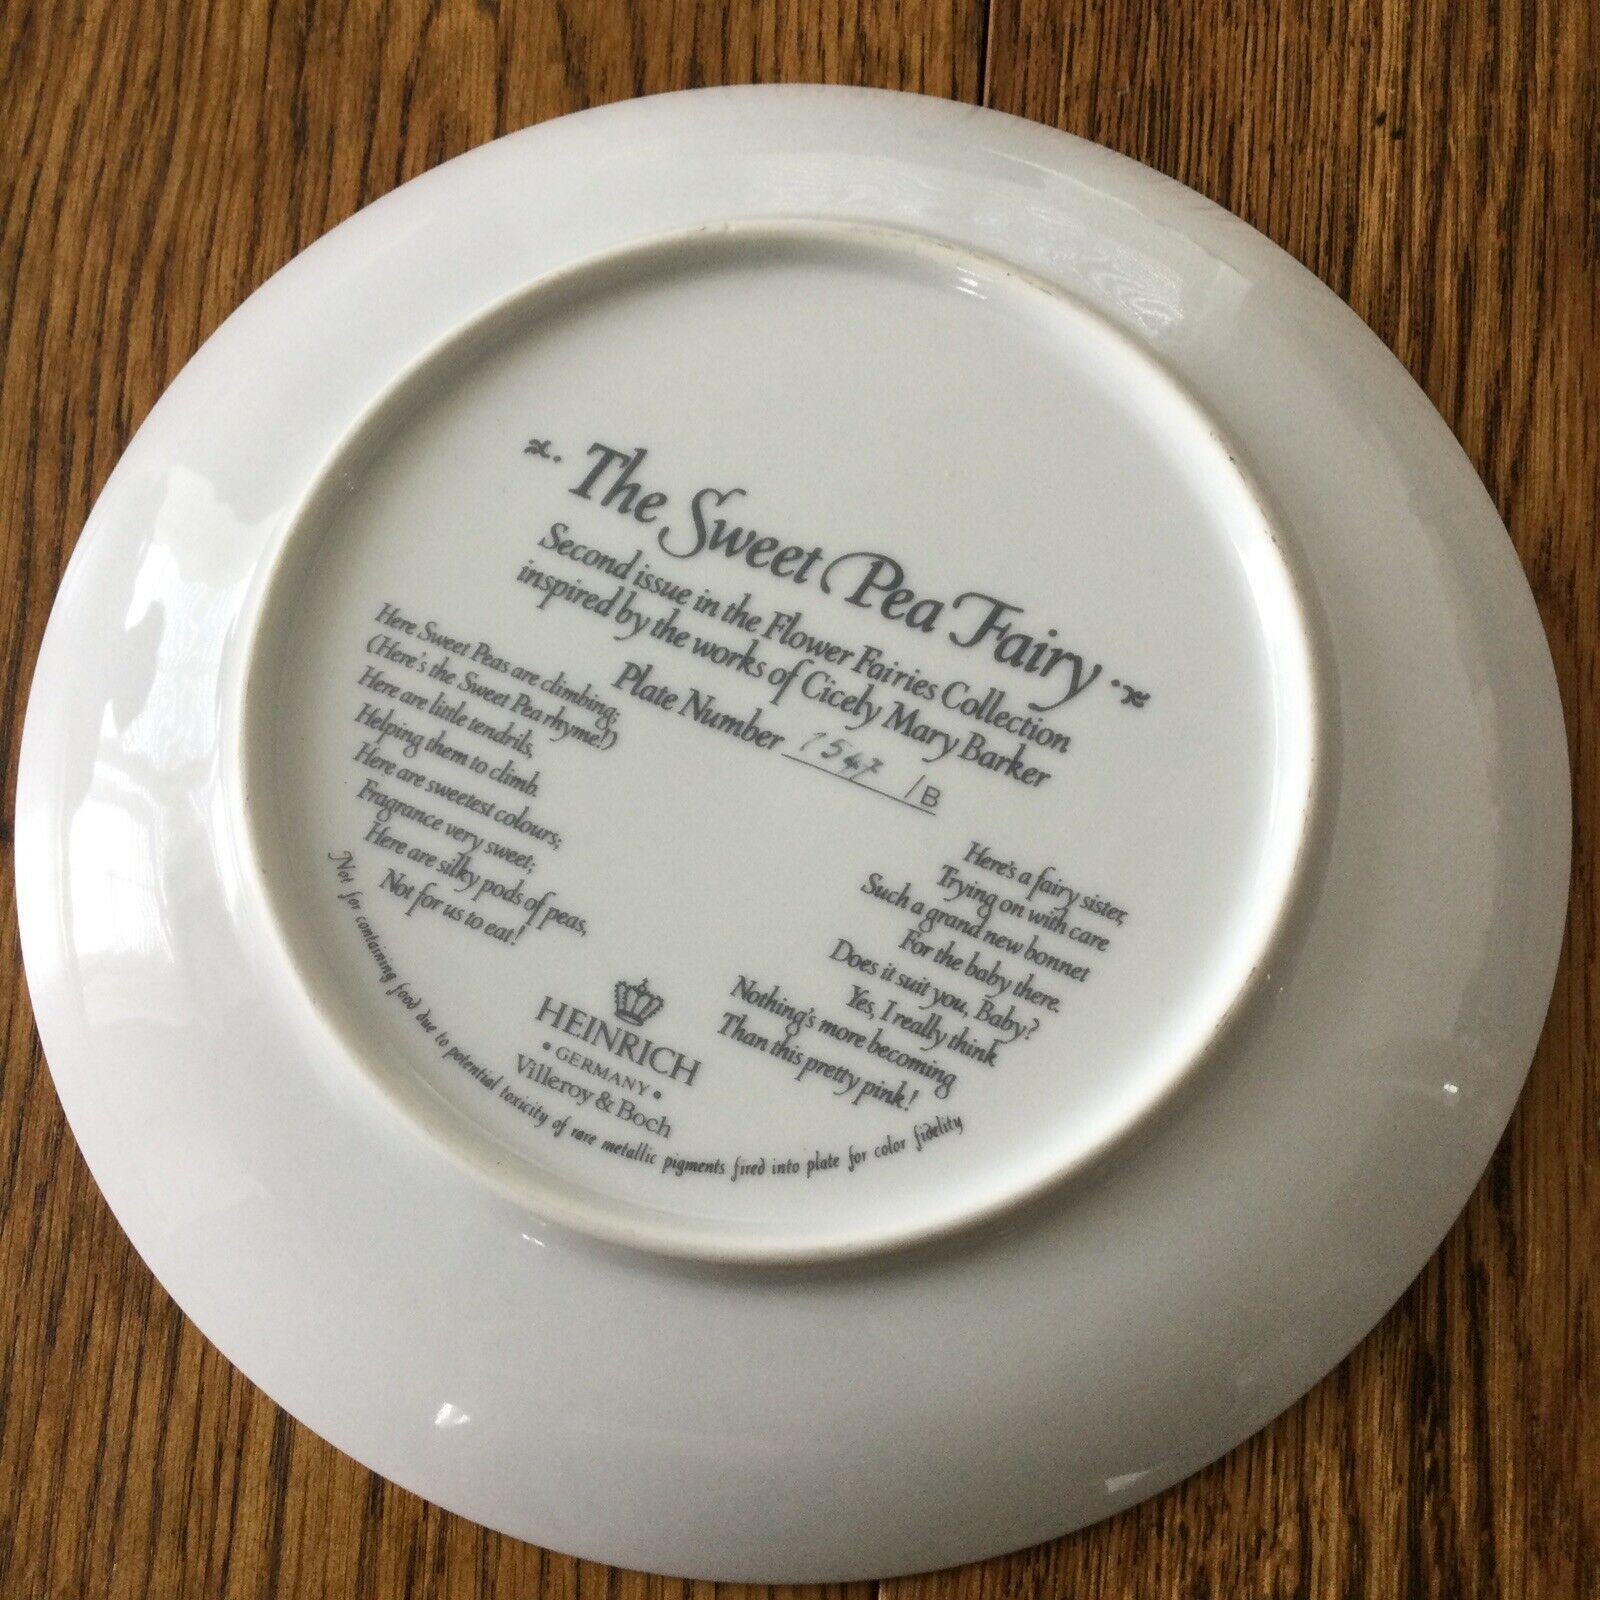 The Sweet Pea Fairy
Second issue in the Flower Fairies Collection
inspired by the works of Cicely Mary Barker
Plate Number 1547 /B
Here Sweet Peas are climbing;
(Here's the Sweet Pea rhyme!)
Here are little tendrils,
Helping them to climb.
Here are sweetest colours;
Fragrance very sweet;
Here are silky pods of peas,
Not for us to eat!
Here's a fairy sister,
Trying on with care
Such a grand new bonnet
For the baby there.
Does it suit you, Baby?
Yes, I really think
Nothing's more becoming
Than this pretty pink!
HEINRICH
• GERMANY •
Villeroy & Boch
Not for containing food due to potential toxicity of rare metallic pigments fired into plate for color fidelity